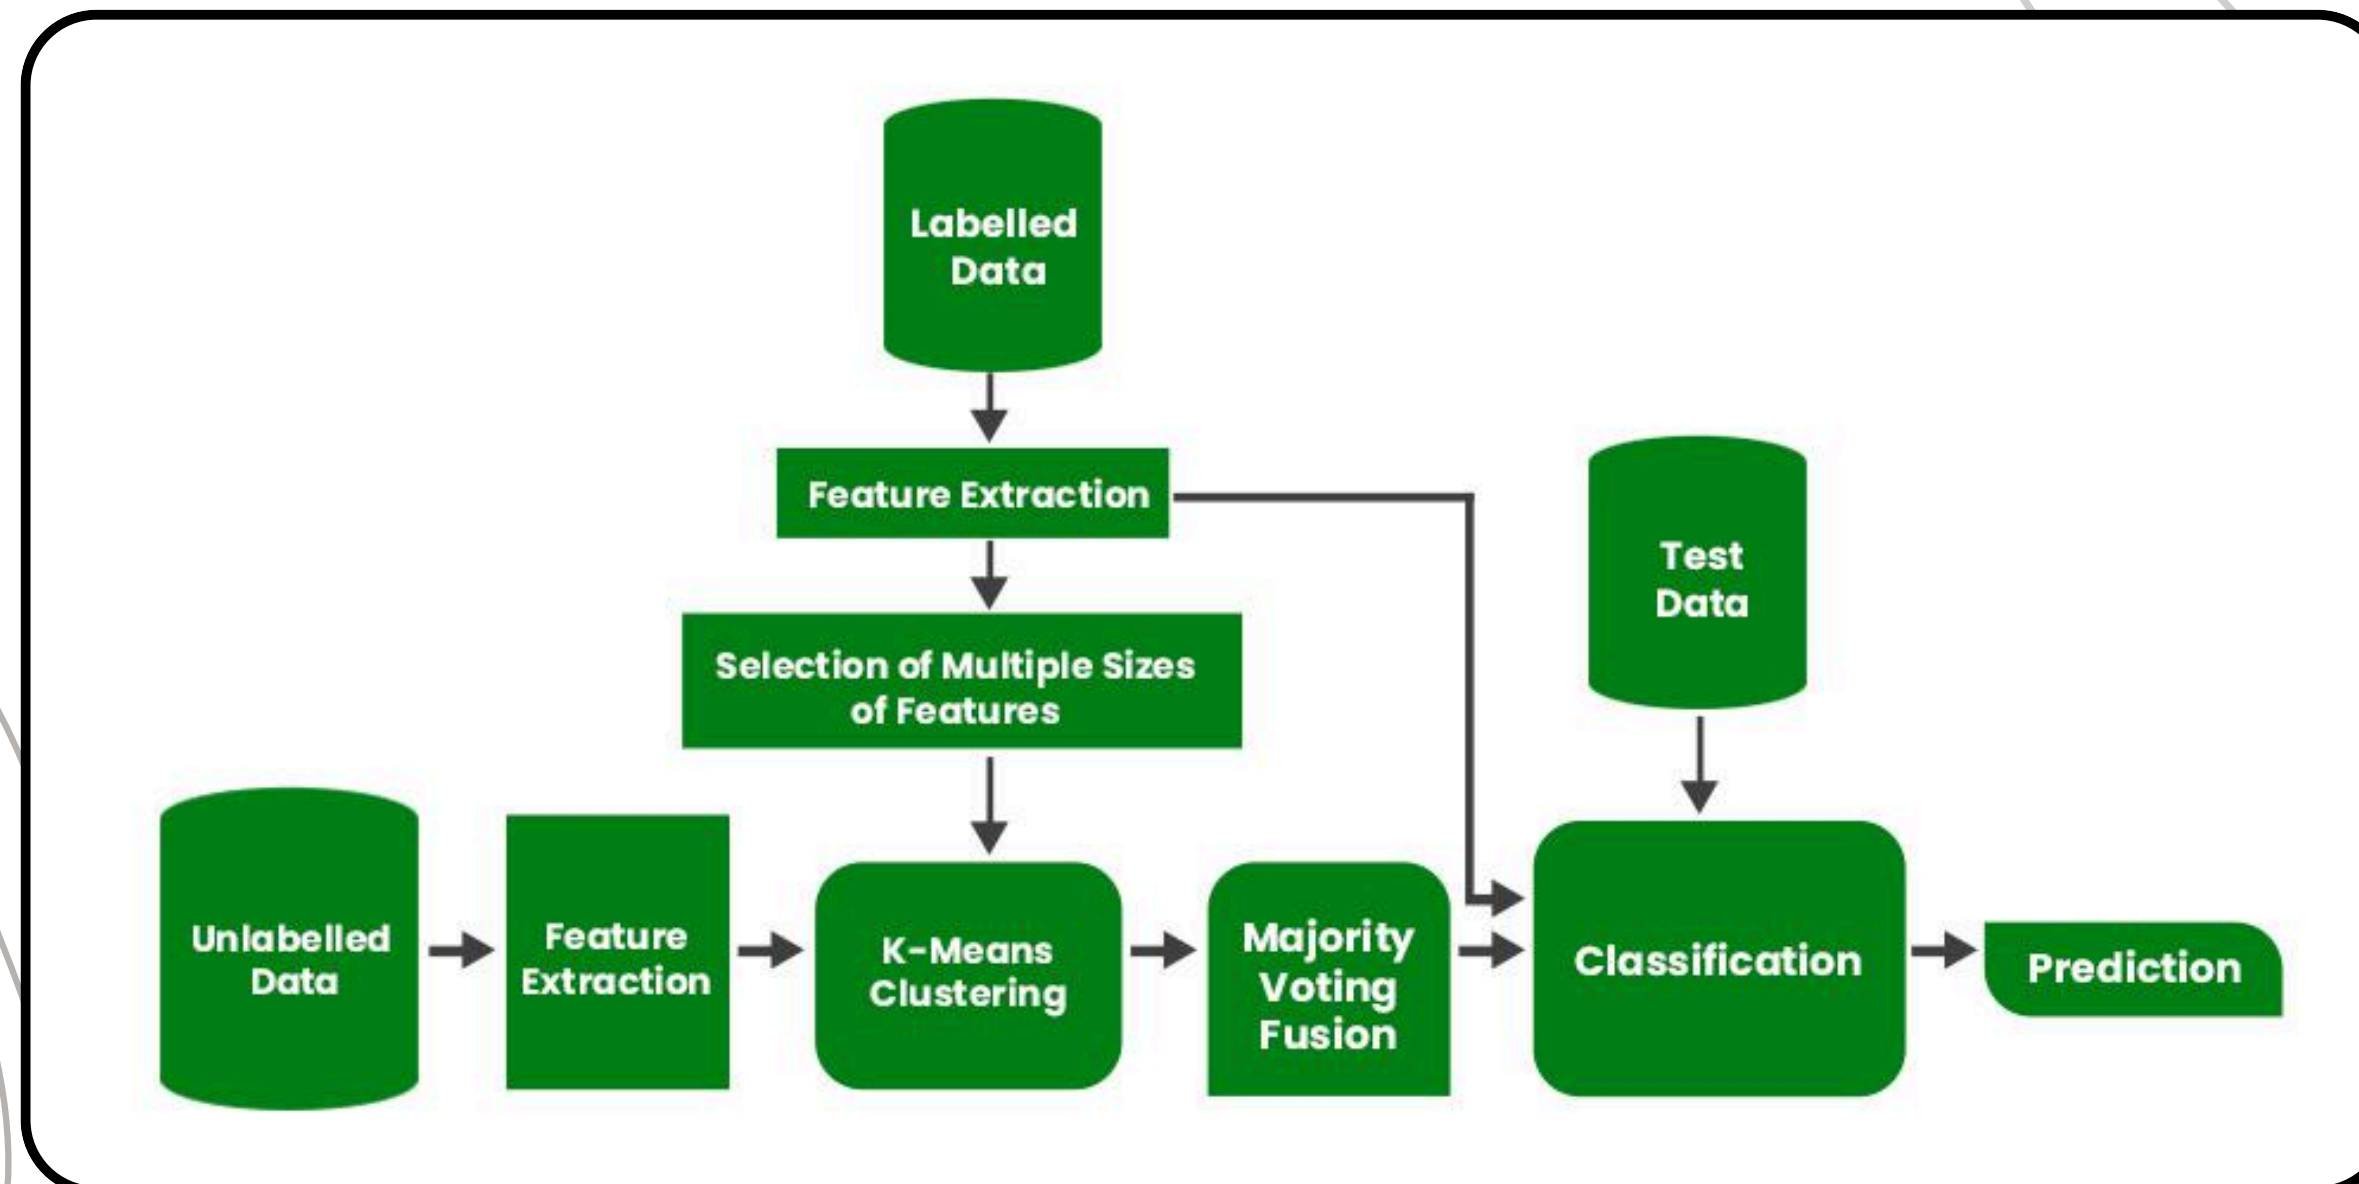 Labelled
Data
Feature Extraction
Selection of Multiple Sizes
of Features
Test
Data
Unlabelled
Data
Feature
Extraction
K-Means
Clustering
Majority
Voting
Fusion
Classification
Prediction